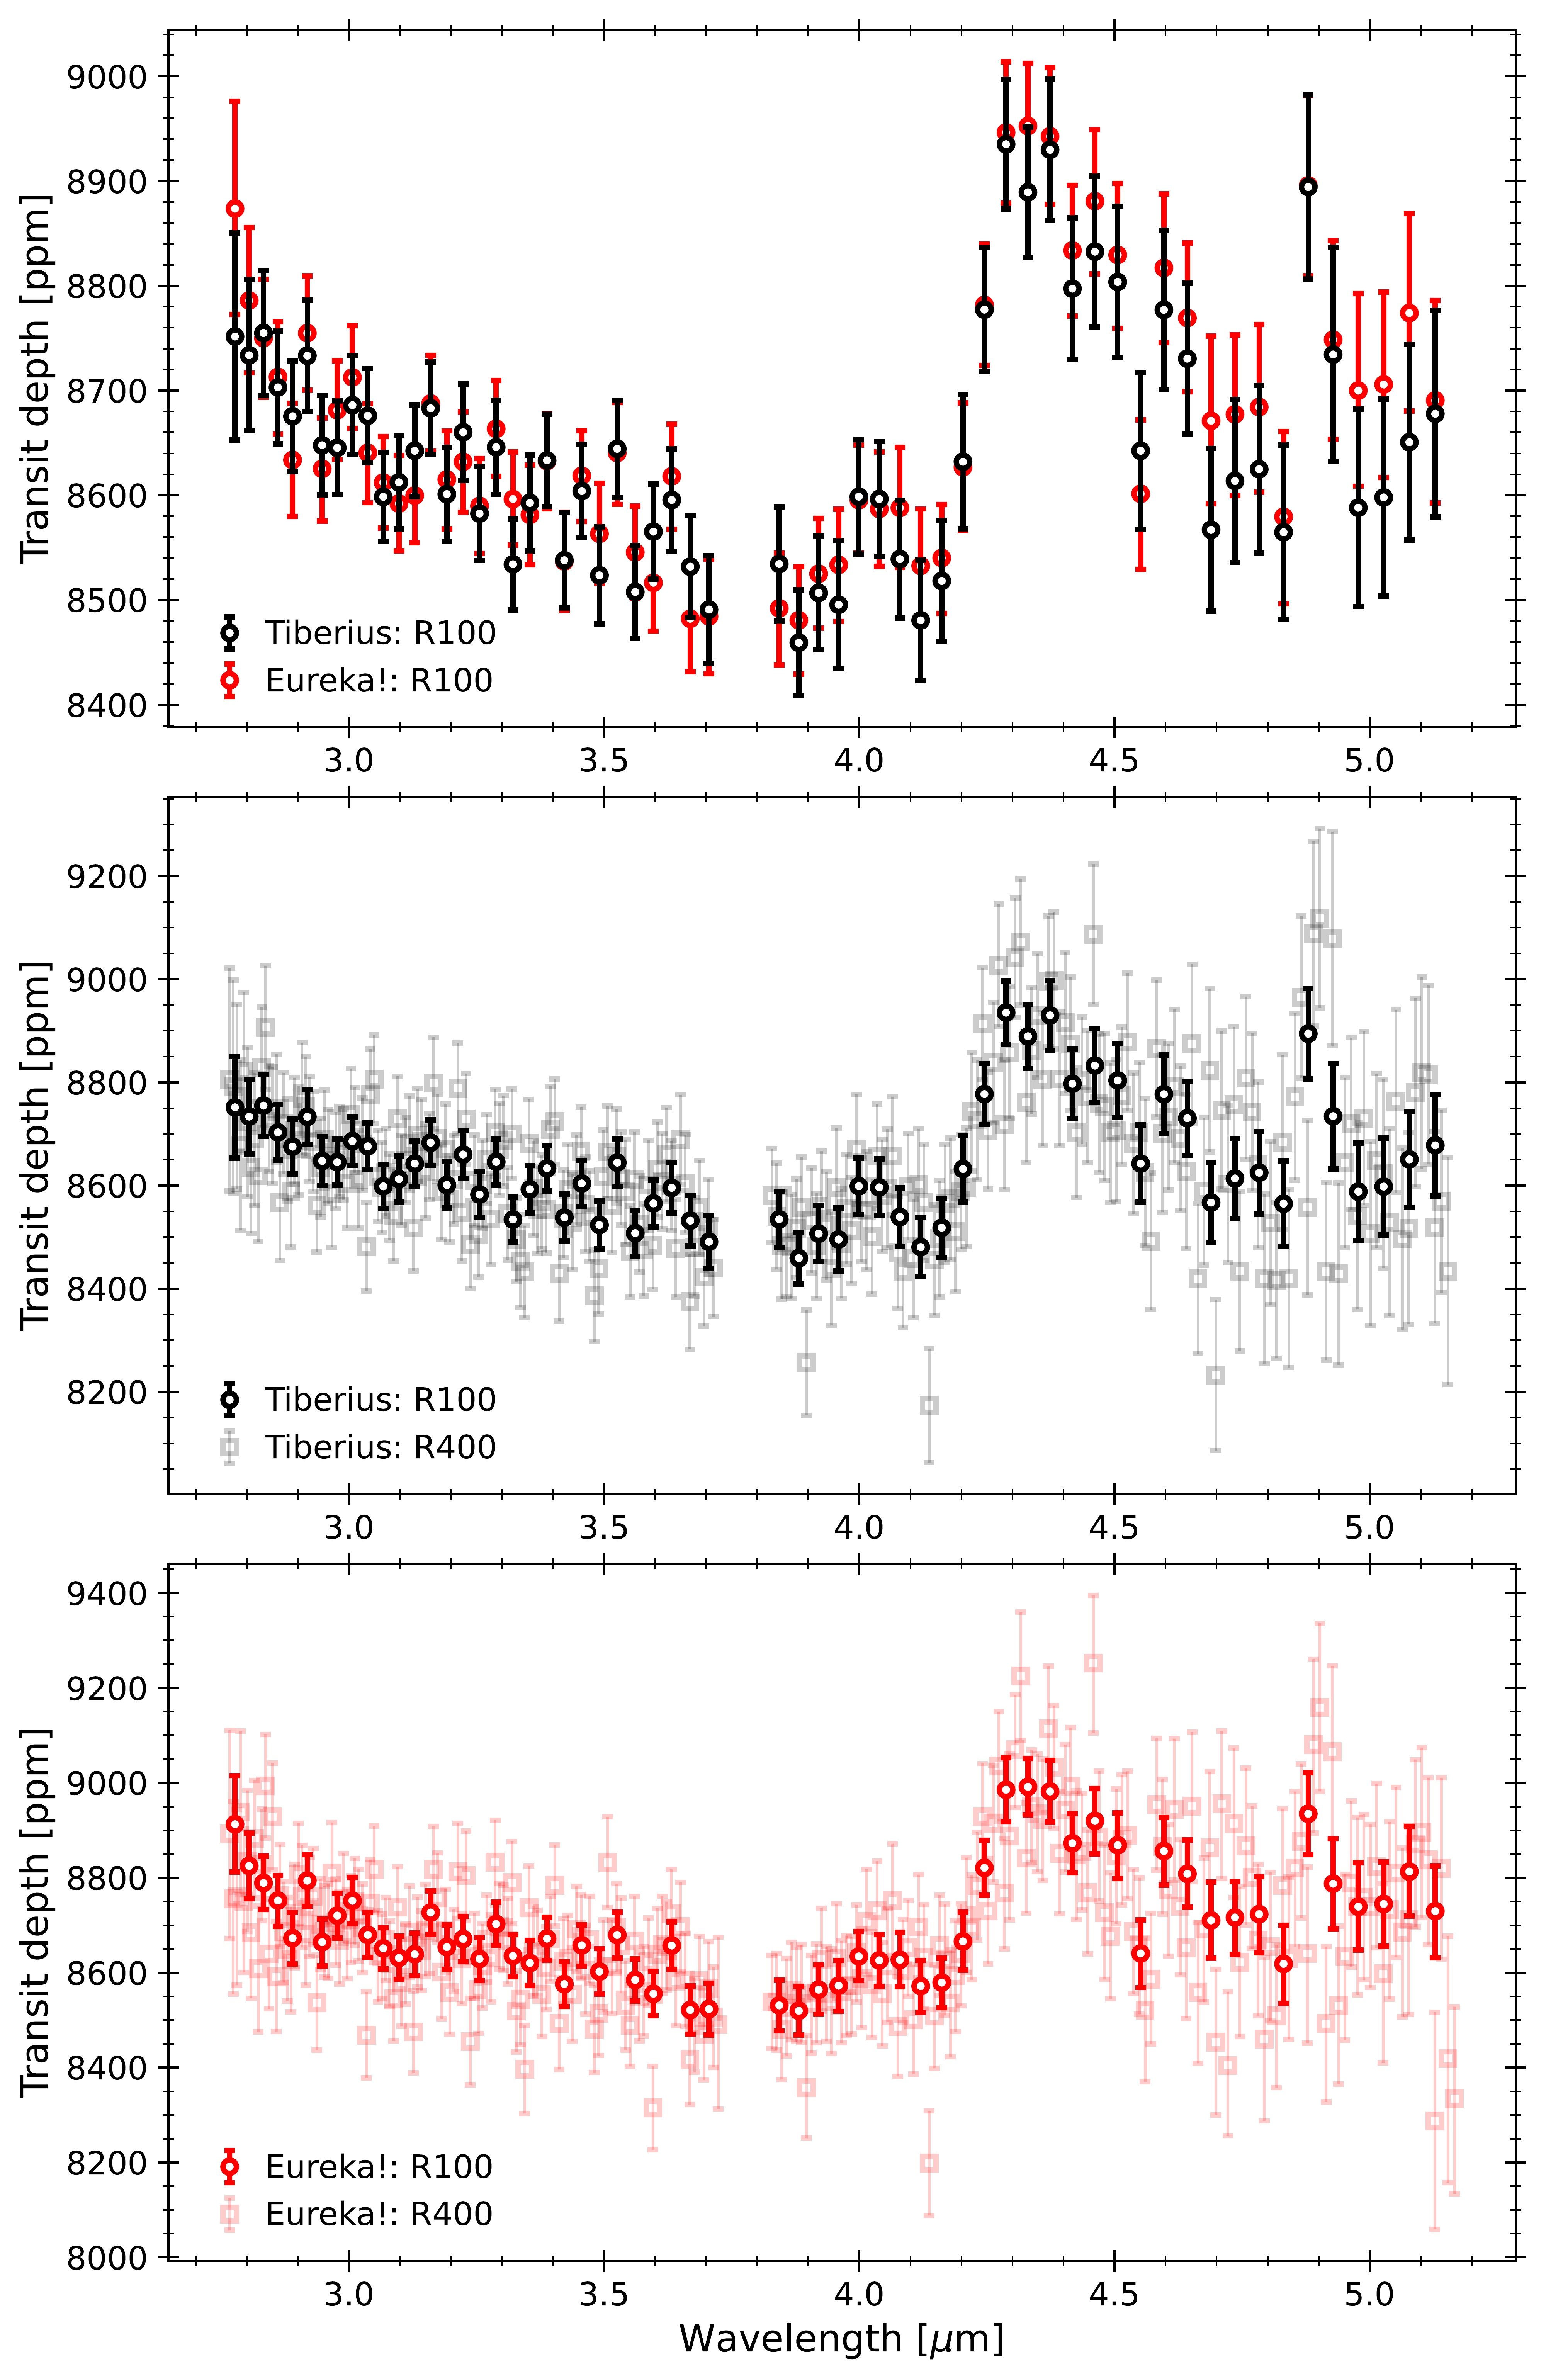 9000
8900
8800
8700
8600
8500
8400
Transit depth [ppm]
Tiberius: R100
Eureka!: R100
3.0 3.5 4.0 4.5 5.0
9200
9000
8800
8600
8400
8200
Transit depth [ppm]
Tiberius: R100
Tiberius: R400
3.0 3.5 4.0 4.5 5.0
9400
9200
9000
8800
8600
8400
8200
8000
Transit depth [ppm]
Eureka!: R100
Eureka!: R400
3.0 3.5 4.0 4.5 5.0
Wavelength [μm]